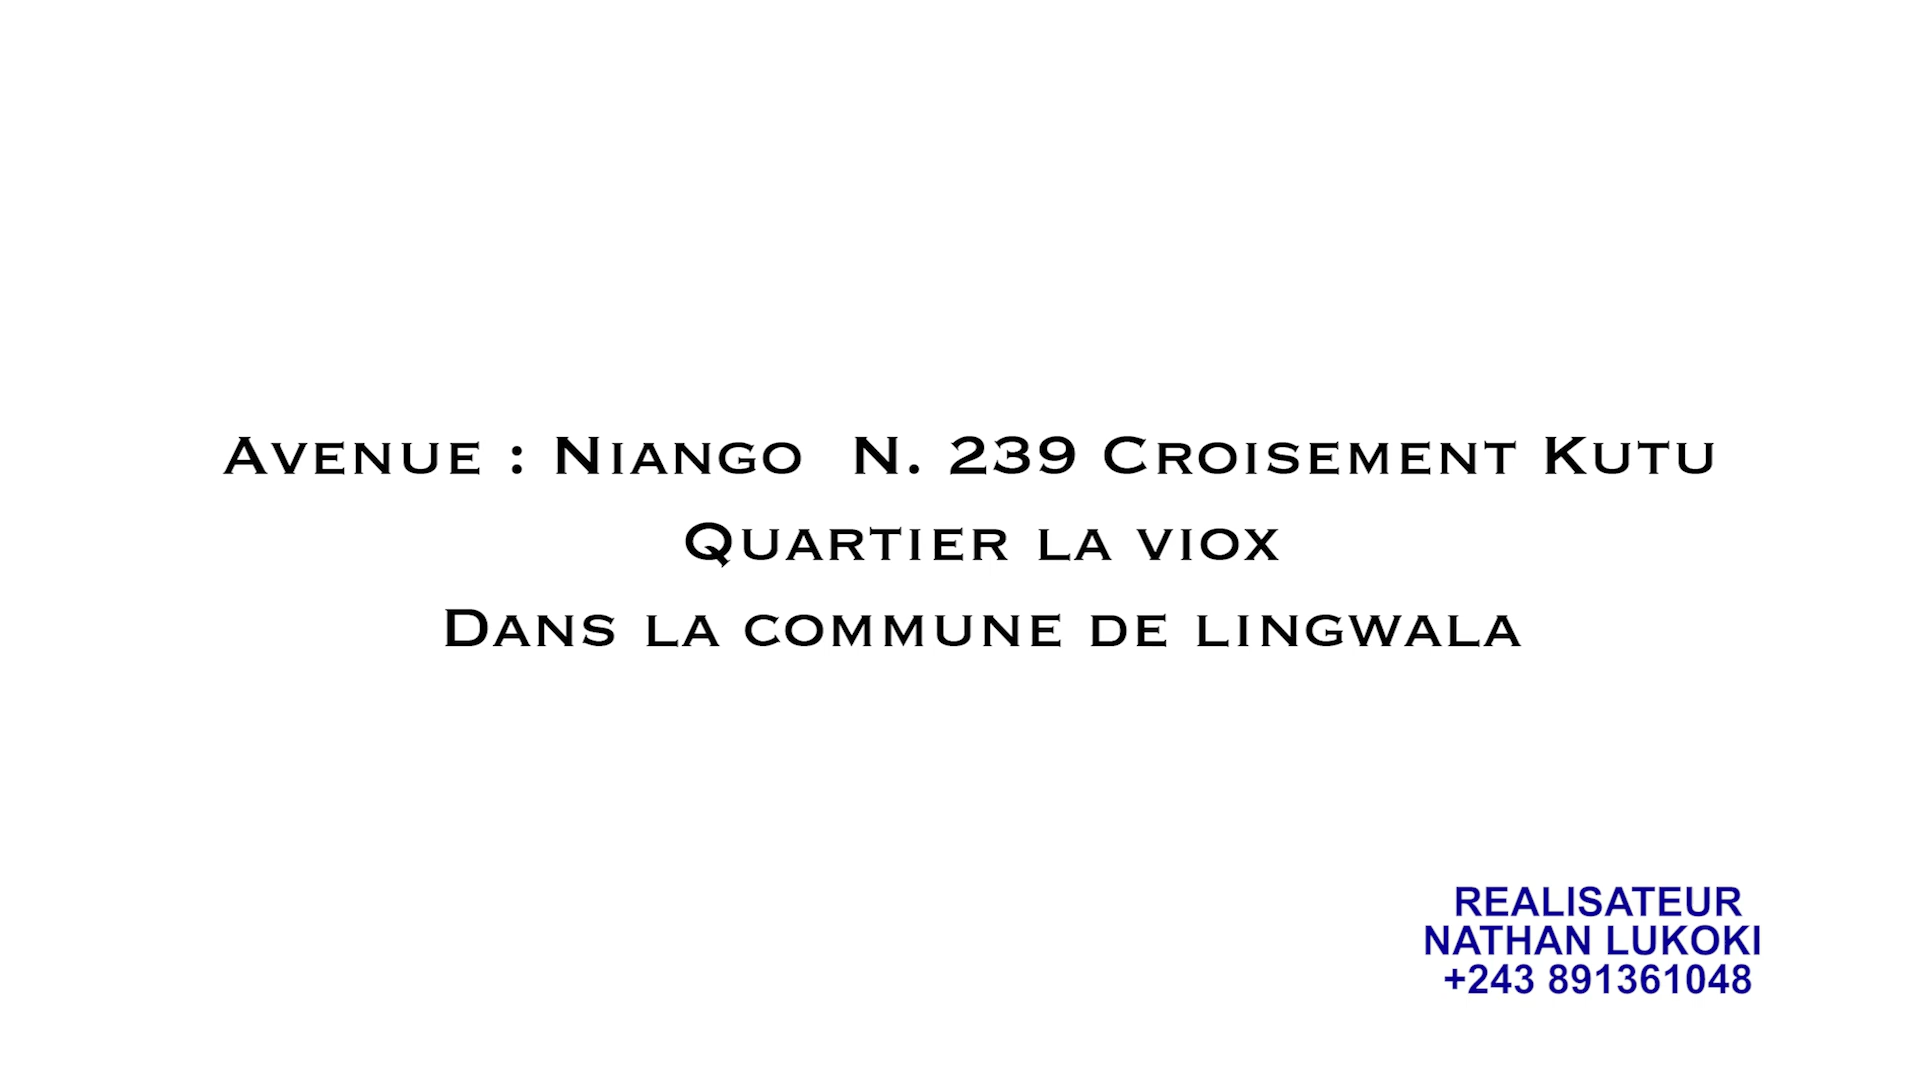 Avenue : Niango N. 239 Croisement Kutu
Quartier la viox
Dans la commune de lingwala
REALISATEUR
NATHAN LUKOKI
+243 891361048